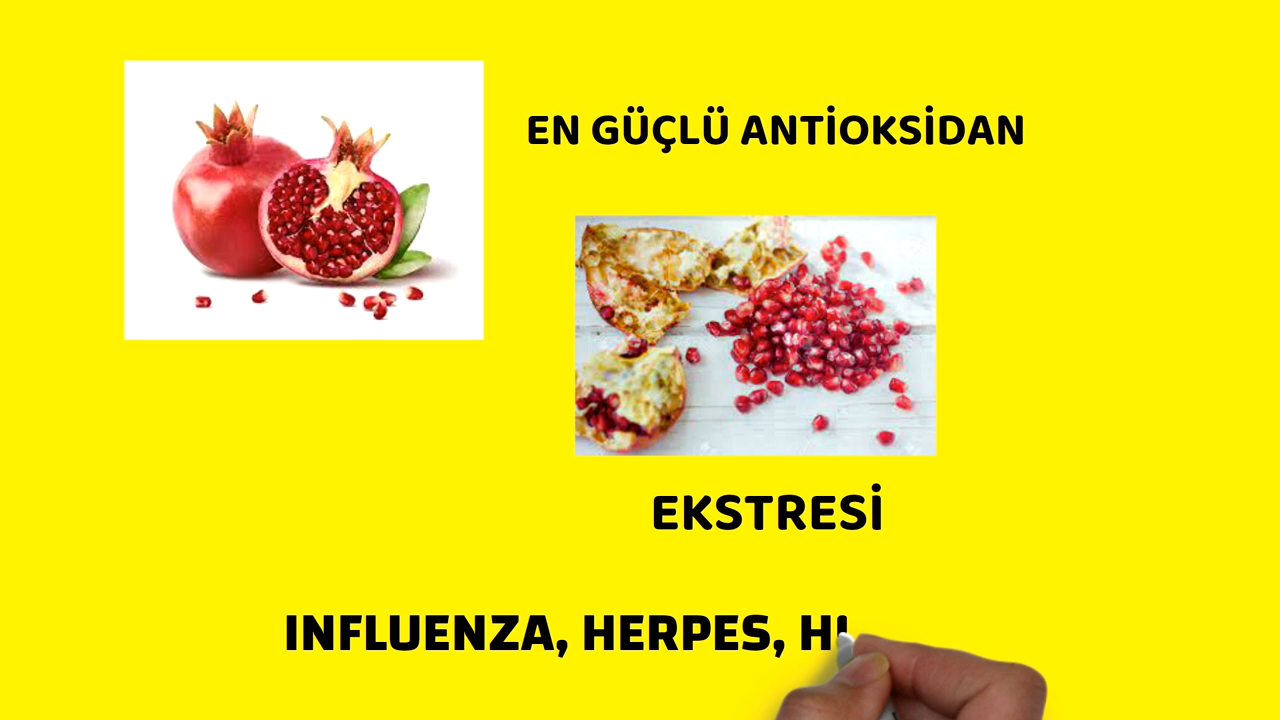 EN GÜÇLÜ ANTİOKSİDAN
EKSTRESİ
INFLUENZA, HERPES,